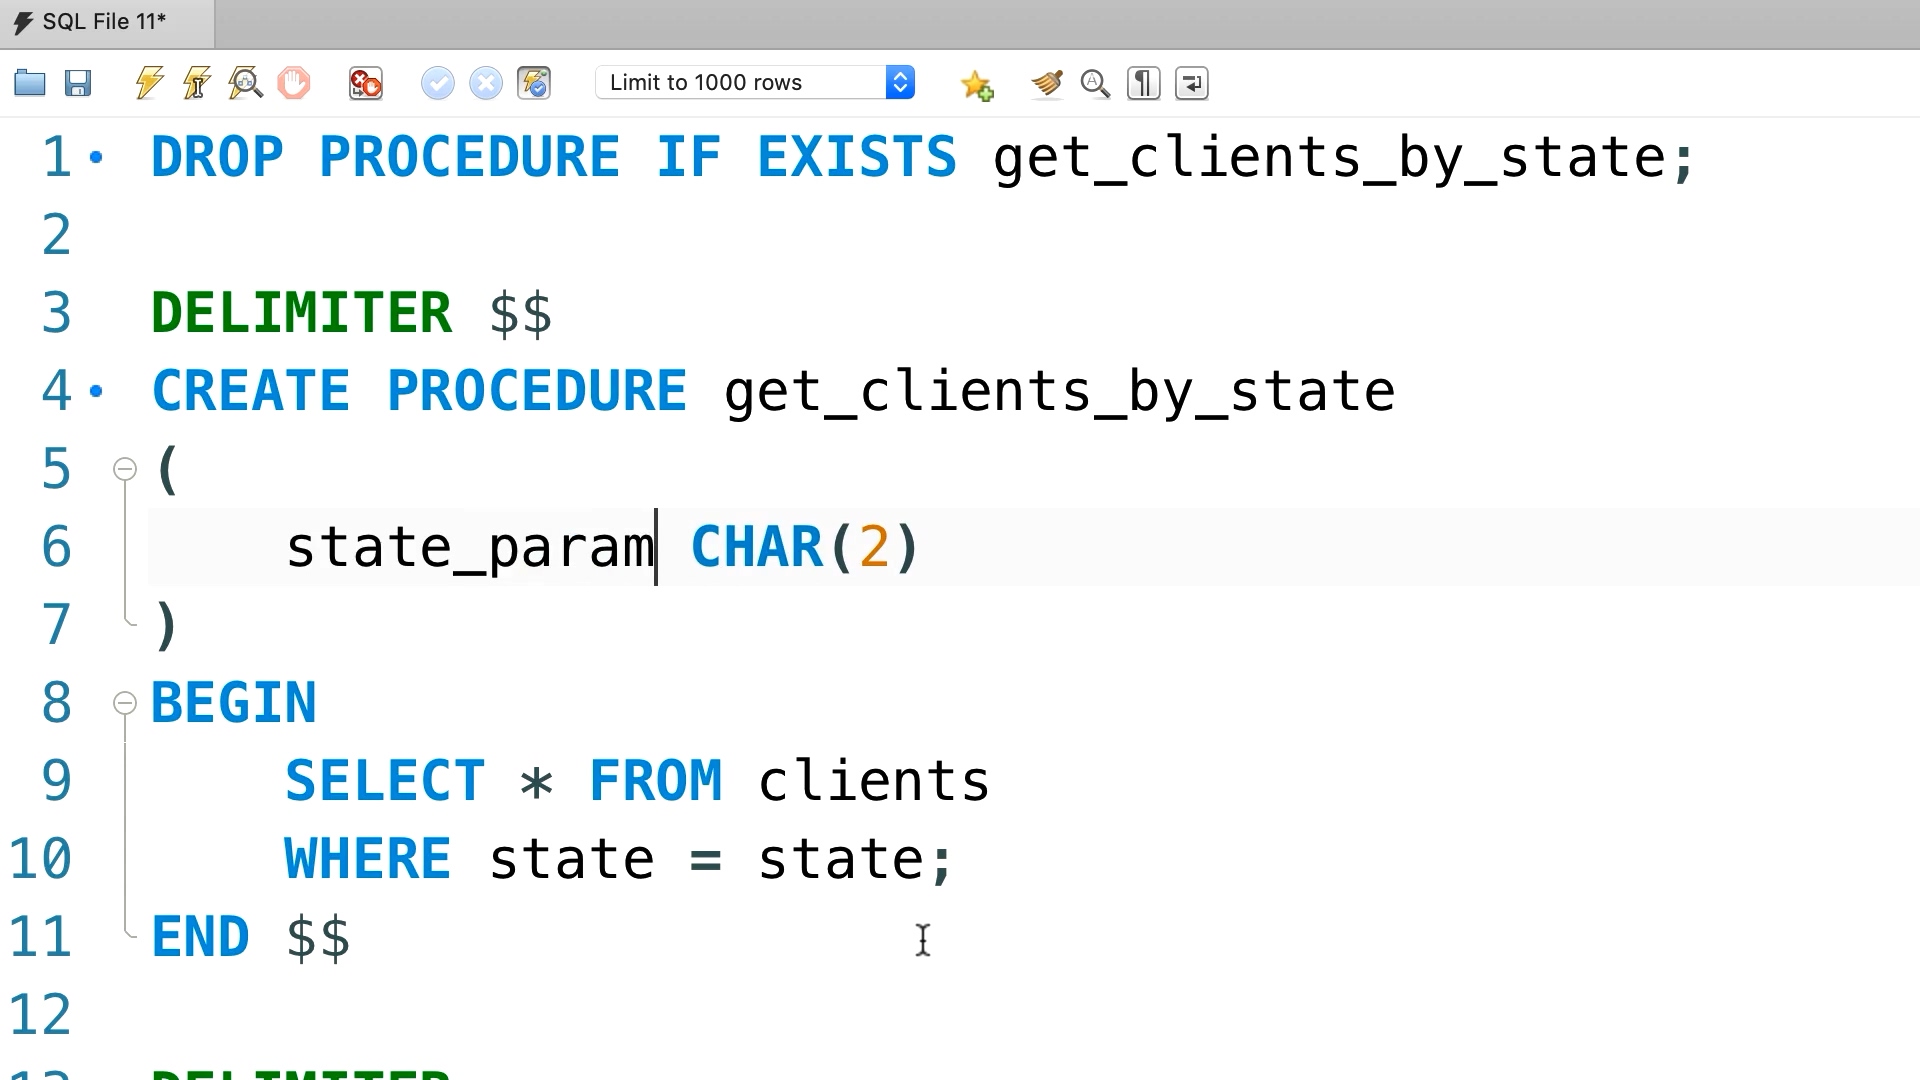 SQL File 11*
Limit to 1000 rows
1 DROP PROCEDURE IF EXISTS get_clients_by_state;
2
3 DELIMITER $$
4 CREATE PROCEDURE get_clients_by_state
5 (
6 state_param CHAR(2)
7 )
8 BEGIN
9 SELECT * FROM clients
10 WHERE state = state;
11 END $$
12
13 DELIMITER